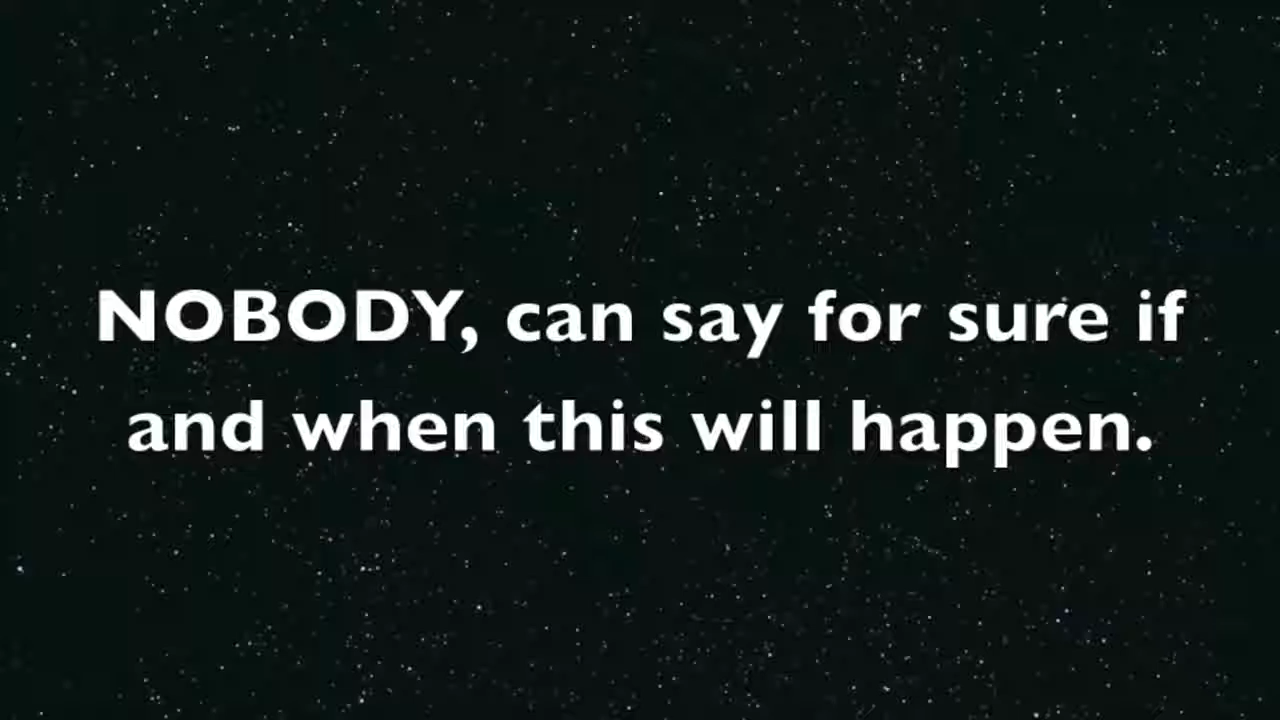 NOBODY, can say for sure if
and when this will happen.